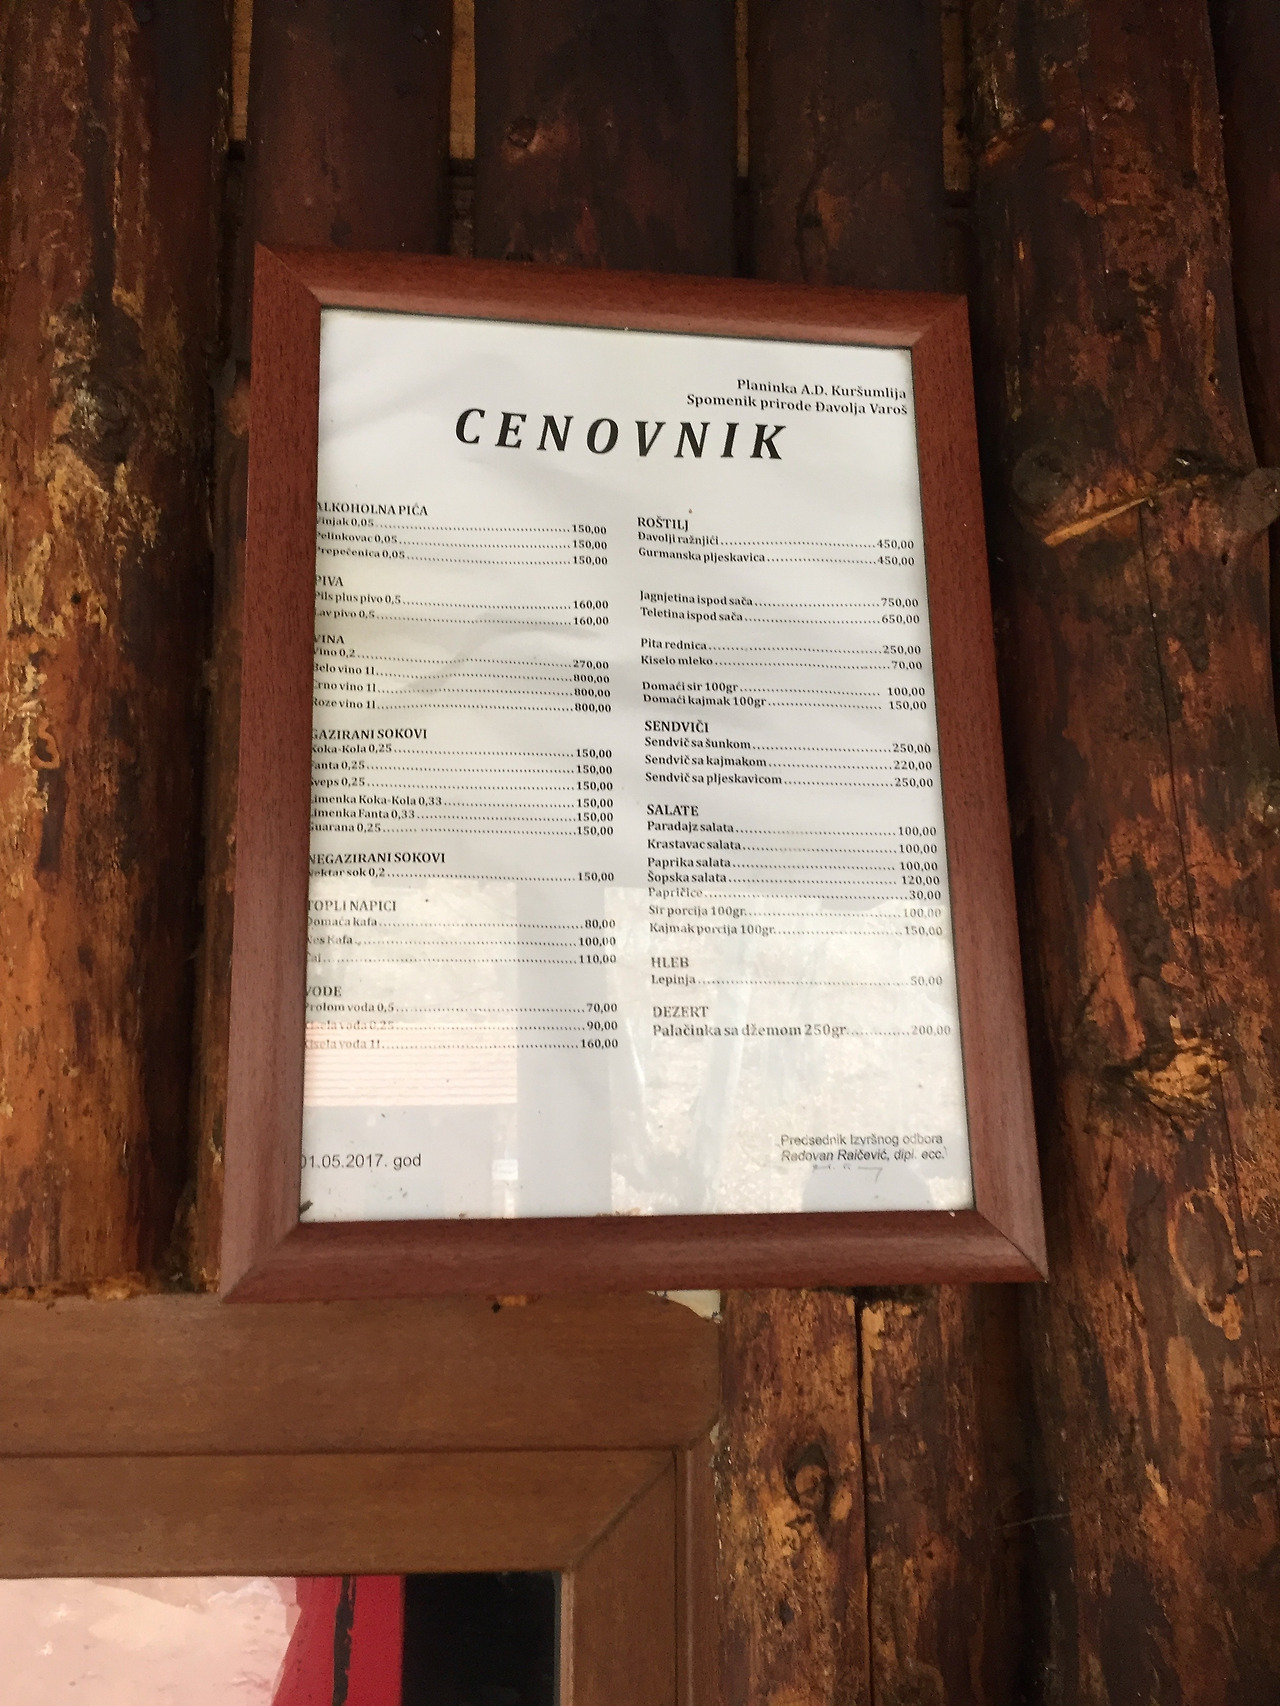 Planinka A.D. Kuršumlija
Spomenik prirode Đavolja Varoš
CENOVNIK
ALKOHOLNA PIĆA
Vinjak 0,05 150,00
Pelinkovac 0,05 150,00
Prepečenica 0,05 150,00
PIVA
Pils plus pivo 0,5 160,00
Lav pivo 0,5 160,00
VINA
Vino 0,2 270,00
Belo vino 1l 800,00
Crno vino 1l 800,00
Roze vino 1l 800,00
GAZIRANI SOKOVI
Koka-Kola 0,25 150,00
Fanta 0,25 150,00
Šveps 0,25 150,00
Limenka Koka-Kola 0,33 150,00
Limenka Fanta 0,33 150,00
Guarana 0,25 150,00
NEGAZIRANI SOKOVI
Nektar sok 0,2 150,00
TOPLI NAPICI
Domaća kafa 80,00
Nes Kafa 100,00
Čaj 110,00
VODE
Prolom voda 0,5 70,00
Kisela voda 0,25 90,00
Kisela voda 1l 160,00
ROŠTILJ
Đavolji ražnjići 450,00
Gurmanska pljeskavica 450,00
Jagnjetina ispod sača 750,00
Teletina ispod sača 650,00
Pita rednica 250,00
Kiselo mleko 70,00
Domaći sir 100gr 100,00
Domaći kajmak 100gr 150,00
SENDVIČI
Sendvič sa šunkom 250,00
Sendvič sa kajmakom 220,00
Sendvič sa pljeskavicom 250,00
SALATE
Paradajz salata 100,00
Krastavac salata 100,00
Paprika salata 100,00
Šopska salata 120,00
Papričice 30,00
Sir porcija 100gr. 100,00
Kajmak porcija 100gr. 150,00
HLEB
Lepinja 50,00
DEZERT
Palačinka sa džemom 250gr. 200,00
01.05.2017. god
Predsednik Izvršnog odbora
Radovan Raičević, dipl. ecc.